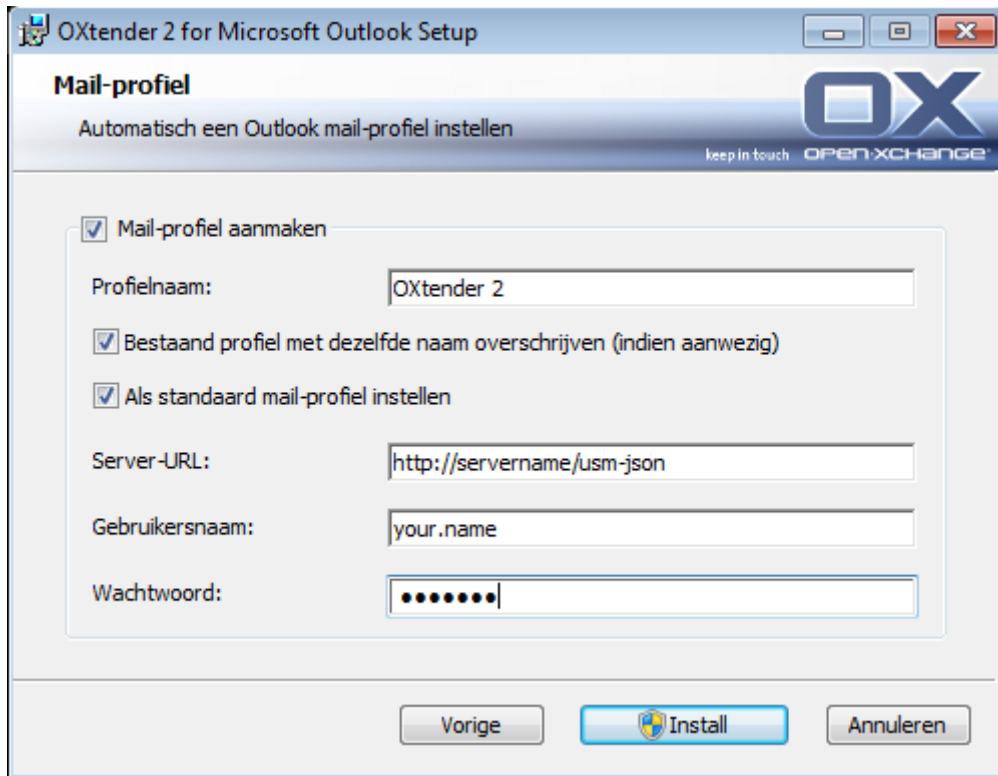 OXtender 2 for Microsoft Outlook Setup
Mail-profiel
Automatisch een Outlook mail-profiel instellen
OX
keep in touch OPEN-XCHANGE®
Mail-profiel aanmaken
Profielnaam: OXtender 2
Bestaand profiel met dezelfde naam overschrijven (indien aanwezig)
Als standaard mail-profiel instellen
Server-URL: http://servername/usm-json
Gebruikersnaam: your.name
Wachtwoord: •••••••
Vorige Install Annuleren